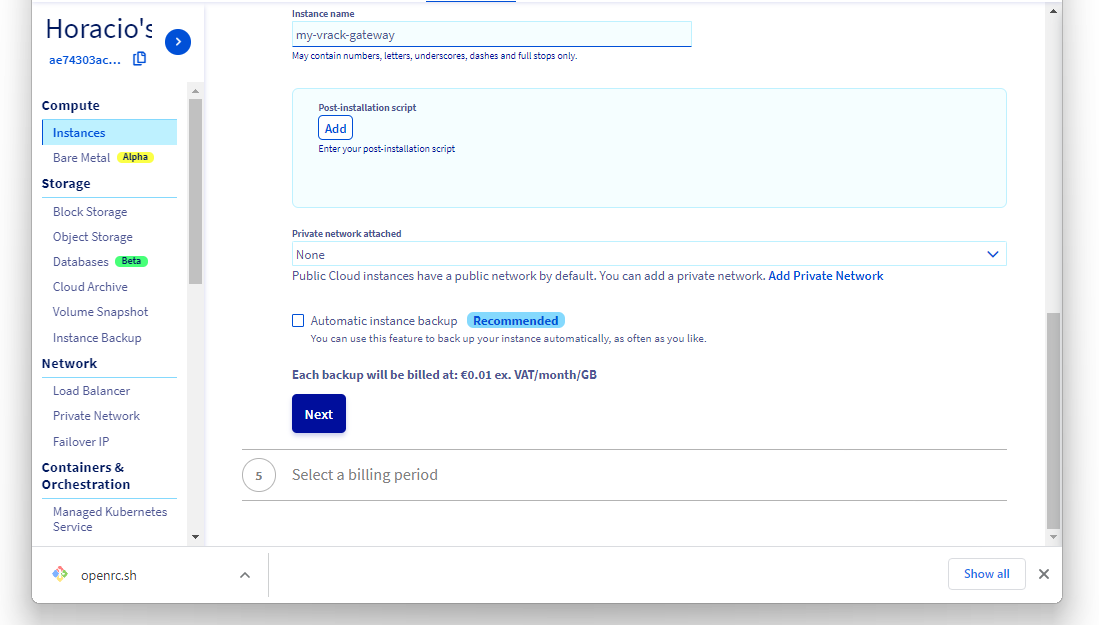 Horacio's
ae74303ac...
Compute
Instances
Bare Metal Alpha
Storage
Block Storage
Object Storage
Databases Beta
Cloud Archive
Volume Snapshot
Instance Backup
Network
Load Balancer
Private Network
Failover IP
Containers &
Orchestration
Managed Kubernetes
Service
Instance name
my-vrack-gateway
May contain numbers, letters, underscores, dashes and full stops only.
Post-installation script
Add
Enter your post-installation script
Private network attached
None
Public Cloud instances have a public network by default. You can add a private network. Add Private Network
Automatic instance backup Recommended
You can use this feature to back up your instance automatically, as often as you like.
Each backup will be billed at: €0.01 ex. VAT/month/GB
Next
5 Select a billing period
openrc.sh
Show all